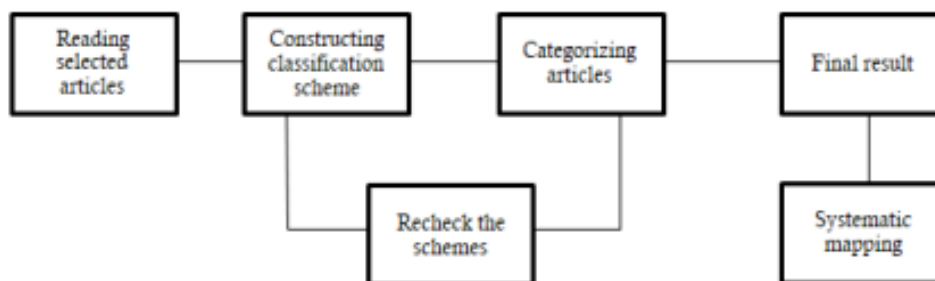 Reading
selected
articles
Constructing
classification
scheme
Categorizing
articles
Final result
Recheck the
schemes
Systematic
mapping